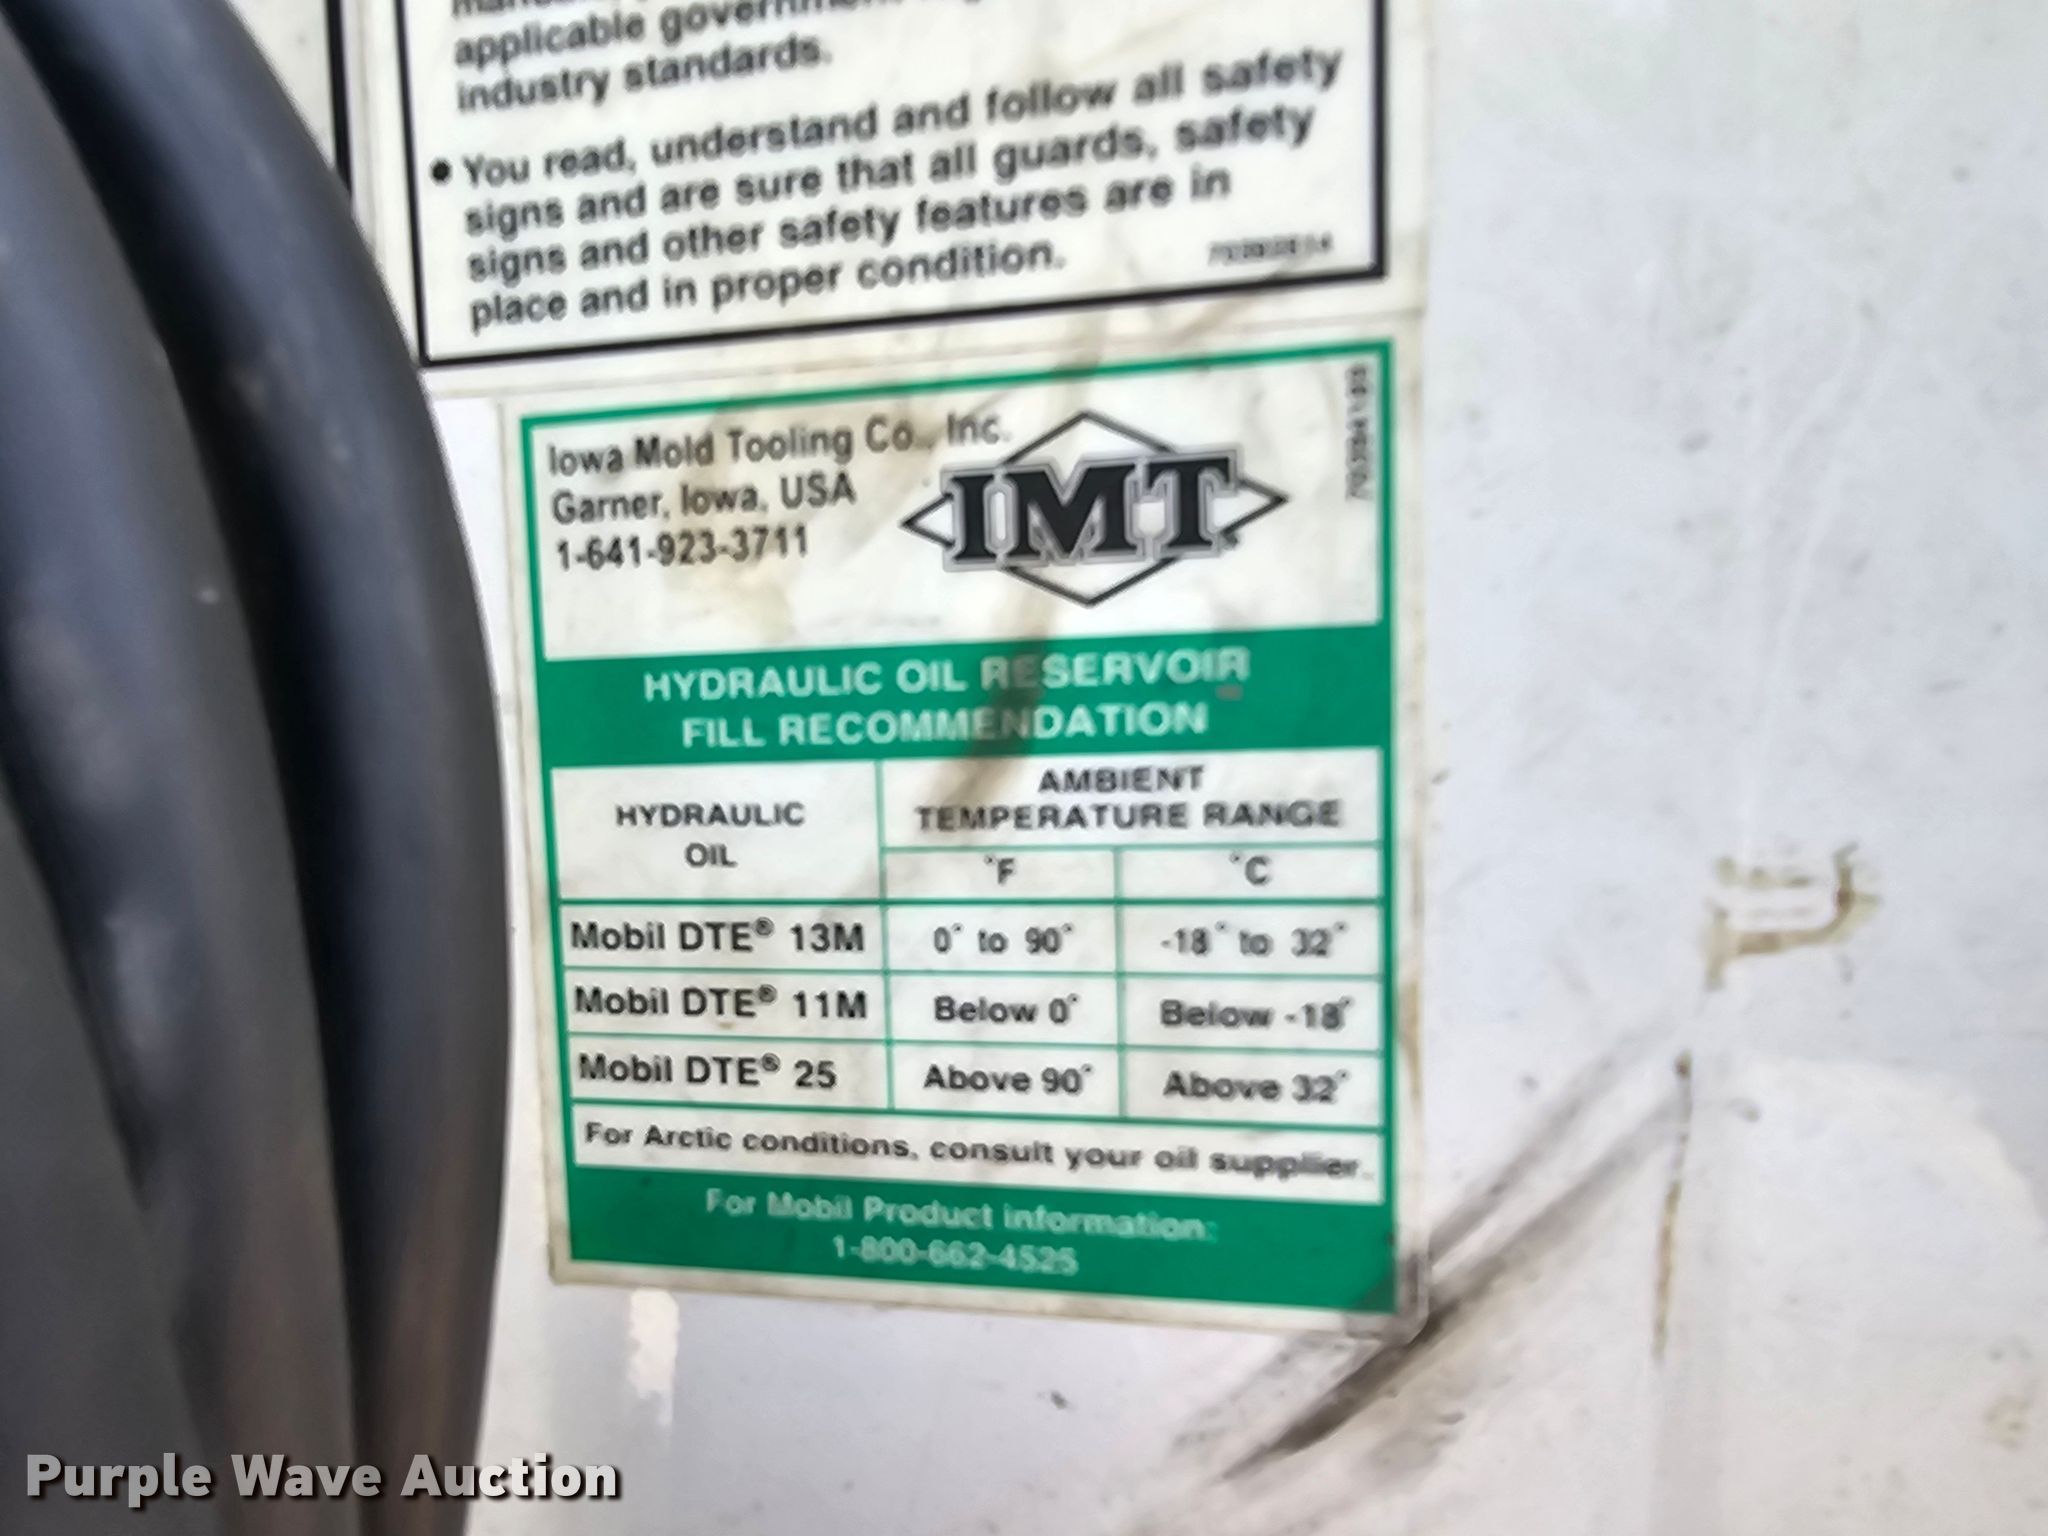 applicable government
industry standards.
• You read, understand and follow all safety
signs and are sure that all guards, safety
signs and other safety features are in
place and in proper condition.
Iowa Mold Tooling Co., Inc.
Garner, Iowa, USA
1-641-923-3711
IMT
HYDRAULIC OIL RESERVOIR
FILL RECOMMENDATION
HYDRAULIC
OIL
AMBIENT
TEMPERATURE RANGE
°F
°C
Mobil DTE® 13M 0° to 90° -18° to 32°
Mobil DTE® 11M Below 0° Below -18°
Mobil DTE® 25 Above 90° Above 32°
For Arctic conditions, consult your oil supplier.
For Mobil Product information:
1-800-662-4525
Purple Wave Auction